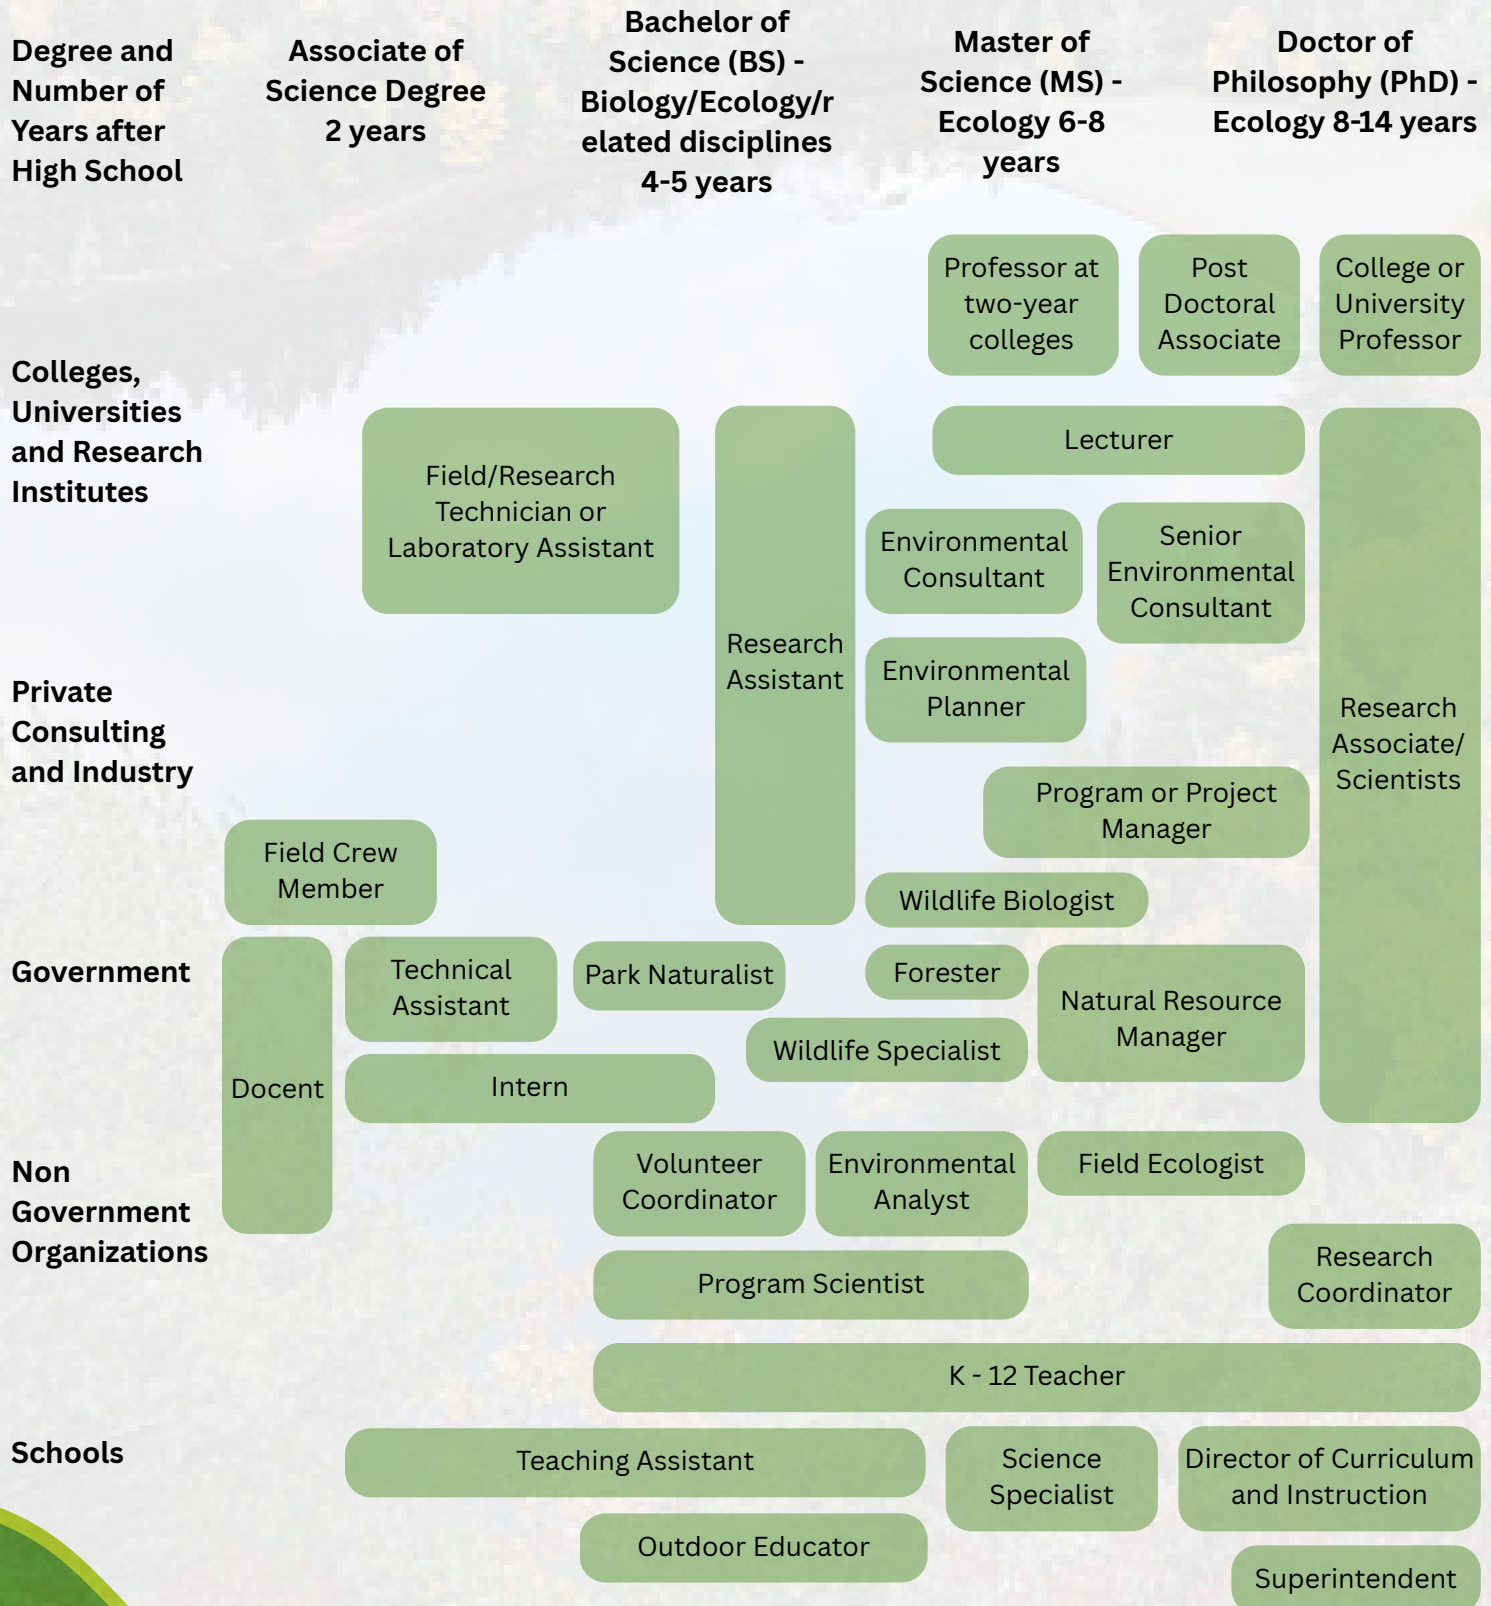 Degree and
Number of
Years after
High School
Associate of
Science Degree
2 years
Bachelor of
Science (BS) -
Biology/Ecology/r
elated disciplines
4-5 years
Master of
Science (MS) -
Ecology 6-8
years
Doctor of
Philosophy (PhD) -
Ecology 8-14 years
Colleges,
Universities
and Research
Institutes
Professor at
two-year
colleges
Post
Doctoral
Associate
College or
University
Professor
Field/Research
Technician or
Laboratory Assistant
Research
Assistant
Lecturer
Environmental
Consultant
Senior
Environmental
Consultant
Research
Associate/
Scientists
Private
Consulting
and Industry
Environmental
Planner
Program or Project
Manager
Field Crew
Member
Wildlife Biologist
Government
Docent
Technical
Assistant
Park Naturalist
Forester
Natural Resource
Manager
Wildlife Specialist
Intern
Non
Government
Organizations
Volunteer
Coordinator
Environmental
Analyst
Field Ecologist
Research
Coordinator
Program Scientist
K - 12 Teacher
Schools
Teaching Assistant
Science
Specialist
Director of Curriculum
and Instruction
Outdoor Educator
Superintendent